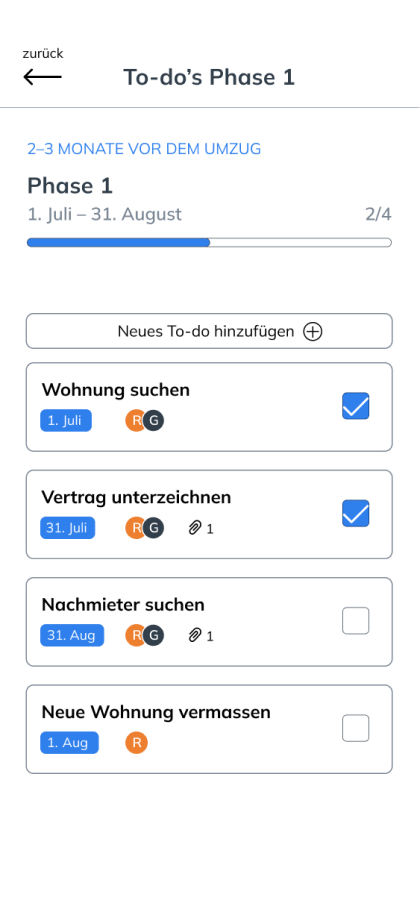 zurück
To-do’s Phase 1
2–3 MONATE VOR DEM UMZUG
Phase 1
1. Juli – 31. August 2/4
Neues To-do hinzufügen
Wohnung suchen
1. Juli R G
Vertrag unterzeichnen
31. Juli R G 1
Nachmieter suchen
31. Aug R G 1
Neue Wohnung vermassen
1. Aug R